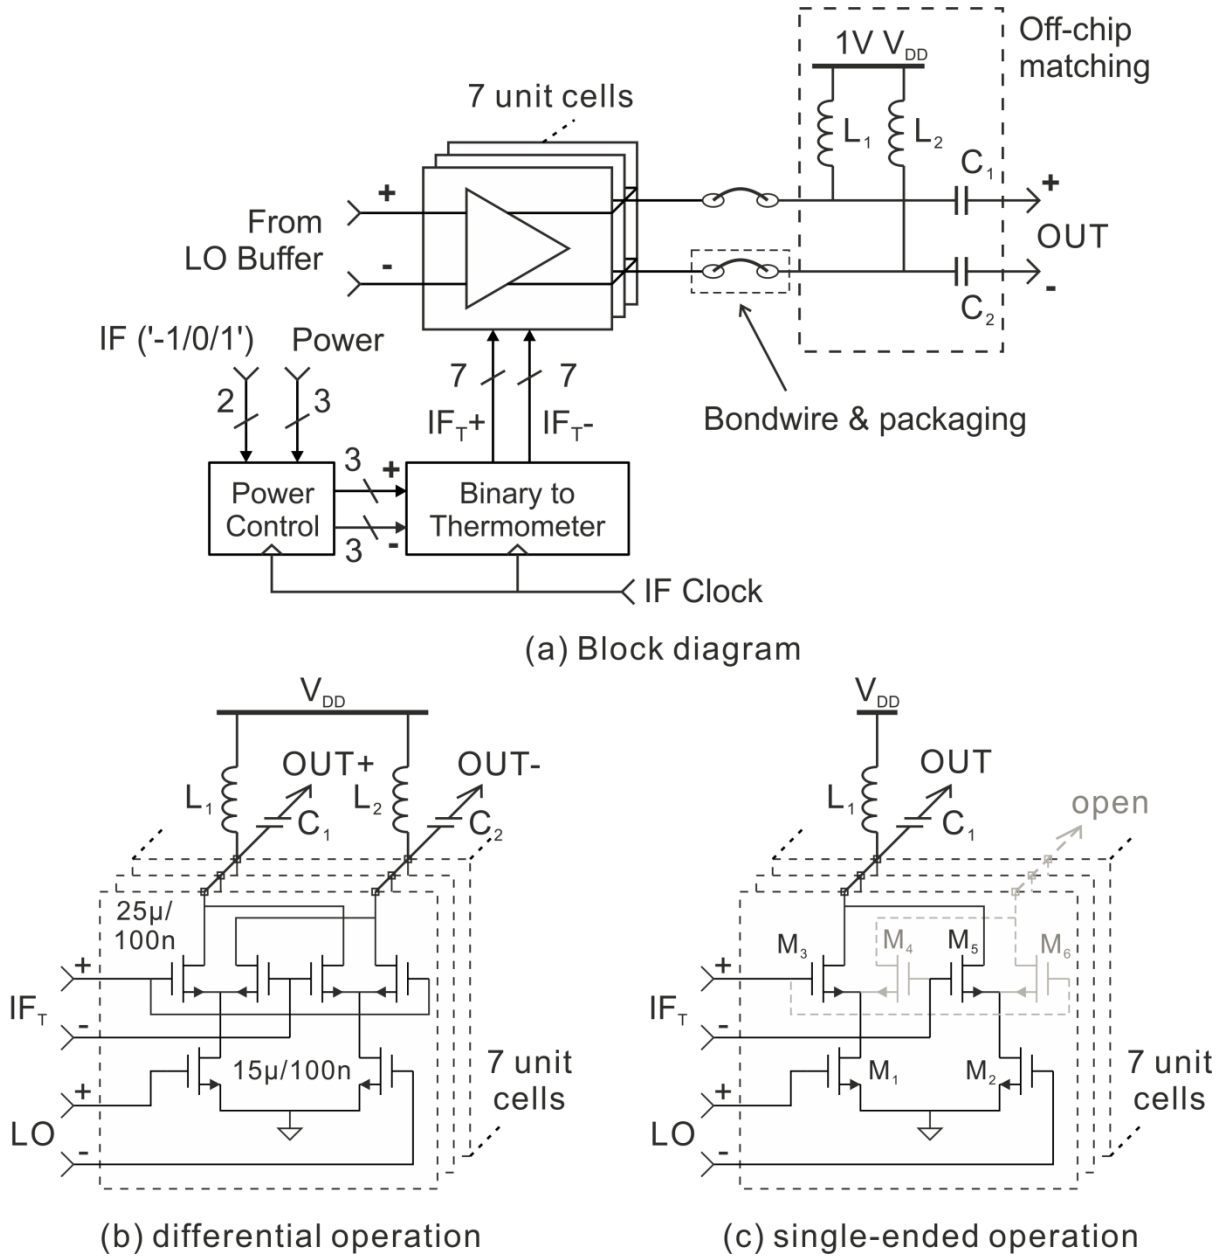 Off-chip
matching
1V V_DD
7 unit cells
L_1
L_2
C_1
+
+
From
LO Buffer
OUT
-
-
C_2
IF ('-1/0/1')
Power
2
3
7
7
IF_T+
IF_T-
Bondwire & packaging
3
+
Power
Control
Binary to
Thermometer
3
-
IF Clock
(a) Block diagram
V_DD
OUT+
OUT-
L_1
L_2
C_1
C_2
25μ/
100n
+
IF_T
-
15μ/100n
+
LO
-
7 unit
cells
(b) differential operation
V_DD
OUT
L_1
C_1
open
M_3
M_4
M_5
M_6
+
IF_T
-
M_1
M_2
+
LO
-
7 unit
cells
(c) single-ended operation